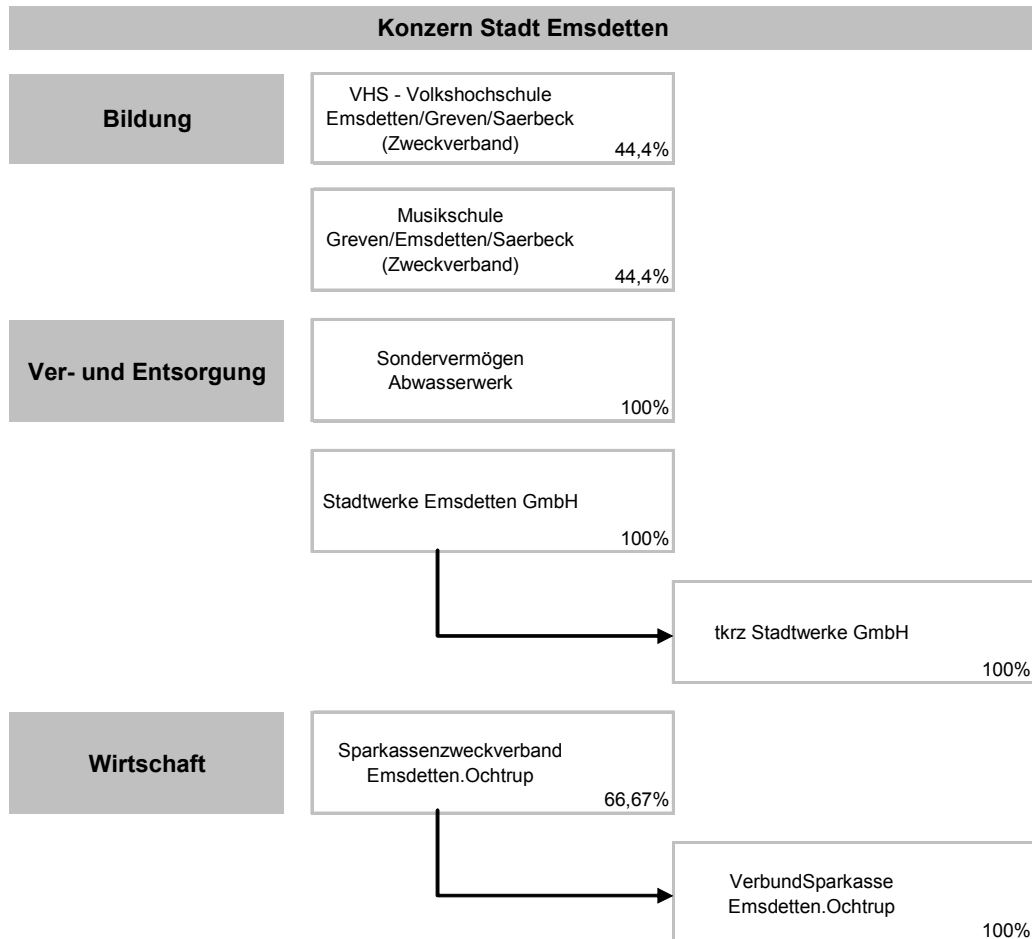 Konzern Stadt Emsdetten
Bildung
VHS - Volkshochschule
Emsdetten/Greven/Saerbeck
(Zweckverband)
44,4%
Musikschule
Greven/Emsdetten/Saerbeck
(Zweckverband)
44,4%
Ver- und Entsorgung
Sondervermögen
Abwasserwerk
100%
Stadtwerke Emsdetten GmbH
100%
tkrz Stadtwerke GmbH
100%
Wirtschaft
Sparkassenzweckverband
Emsdetten.Ochtrup
66,67%
VerbundSparkasse
Emsdetten.Ochtrup
100%